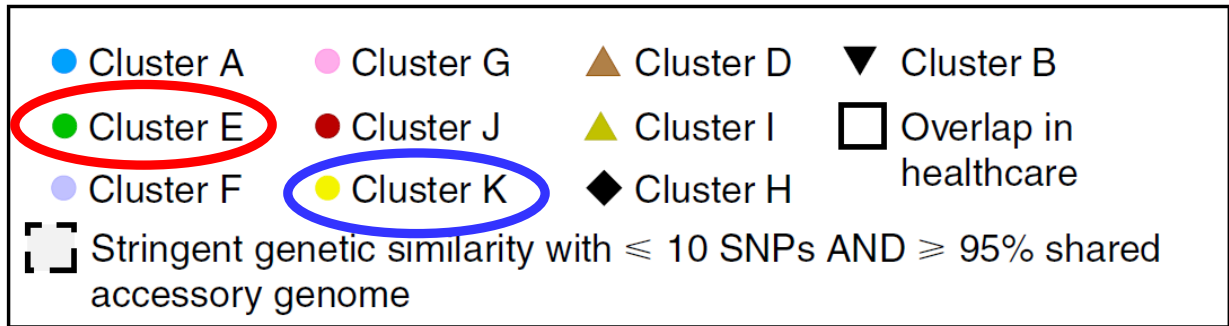 Cluster A Cluster G Cluster D Cluster B
Cluster E Cluster J Cluster I Overlap in
healthcare
Cluster F Cluster K Cluster H
Stringent genetic similarity with ≤ 10 SNPs AND ≥ 95% shared
accessory genome